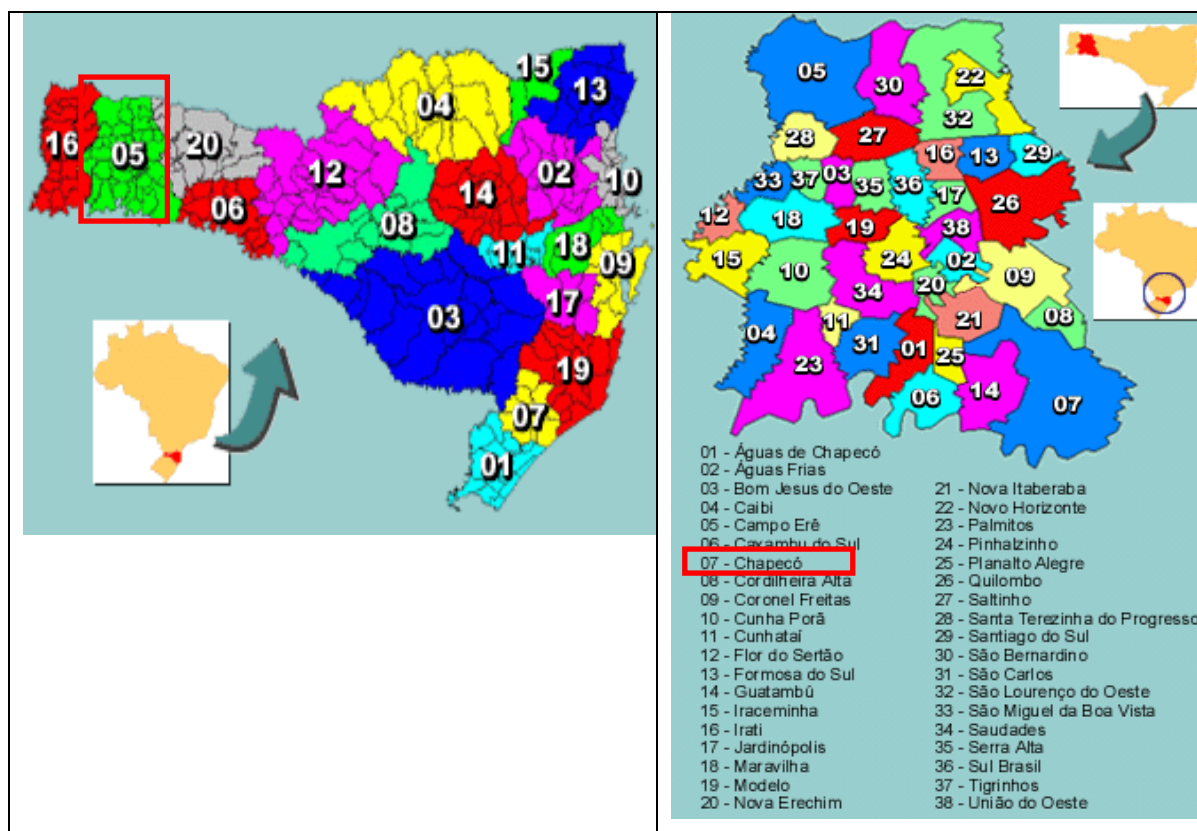 15
13
04
16
05
20
12
02
10
14
06
08
11
18
09
17
03
19
07
01
05
30
22
32
28
27
16
13
29
33
37
03
35
36
17
26
12
18
19
38
15
10
24
02
09
20
34
21
08
04
11
31
01
25
23
06
14
07
01 - Águas de Chapecó
02 - Águas Frias
03 - Bom Jesus do Oeste
04 - Caibi
05 - Campo Erê
06 - Caxambu do Sul
07 - Chapecó
08 - Cordilheira Alta
09 - Coronel Freitas
10 - Cunha Porã
11 - Cunhataí
12 - Flor do Sertão
13 - Formosa do Sul
14 - Guatambú
15 - Iraceminha
16 - Irati
17 - Jardinópolis
18 - Maravilha
19 - Modelo
20 - Nova Erechim
21 - Nova Itaberaba
22 - Novo Horizonte
23 - Palmitos
24 - Pinhalzinho
25 - Planalto Alegre
26 - Quilombo
27 - Saltinho
28 - Santa Terezinha do Progresso
29 - Santiago do Sul
30 - São Bernardino
31 - São Carlos
32 - São Lourenço do Oeste
33 - São Miguel da Boa Vista
34 - Saudades
35 - Serra Alta
36 - Sul Brasil
37 - Tigrinhos
38 - União do Oeste